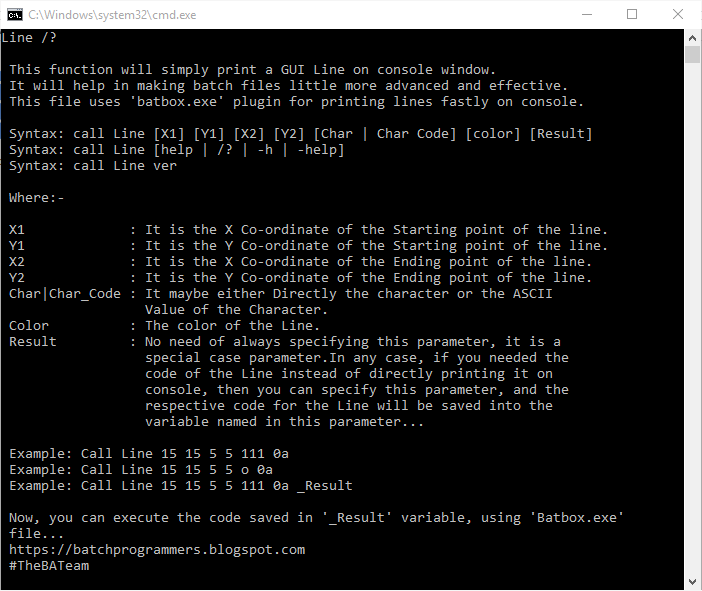 C:\Windows\system32\cmd.exe
Line /?
This function will simply print a GUI Line on console window.
It will help in making batch files little more advanced and effective.
This file uses 'batbox.exe' plugin for printing lines fastly on console.
Syntax: call Line [X1] [Y1] [X2] [Y2] [Char | Char Code] [color] [Result]
Syntax: call Line [help | /? | -h | -help]
Syntax: call Line ver
Where:-
X1 : It is the X Co-ordinate of the Starting point of the line.
Y1 : It is the Y Co-ordinate of the Starting point of the line.
X2 : It is the X Co-ordinate of the Ending point of the line.
Y2 : It is the Y Co-ordinate of the Ending point of the line.
Char|Char_Code : It maybe either Directly the character or the ASCII
Value of the Character.
Color : The color of the Line.
Result : No need of always specifying this parameter, it is a
special case parameter.In any case, if you needed the
code of the Line instead of directly printing it on
console, then you can specify this parameter, and the
respective code for the Line will be saved into the
variable named in this parameter...
Example: Call Line 15 15 5 5 111 0a
Example: Call Line 15 15 5 5 o 0a
Example: Call Line 15 15 5 5 111 0a _Result
Now, you can execute the code saved in '_Result' variable, using 'Batbox.exe'
file...
https://batchprogrammers.blogspot.com
#TheBATeam